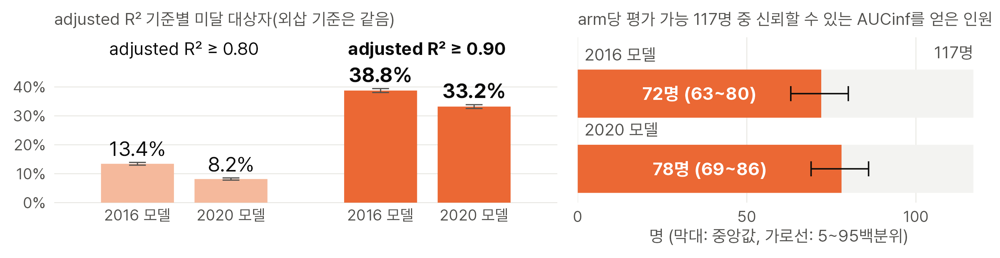 adjusted R² 기준별 미달 대상자(외삽 기준은 같음)
adjusted R² ≥ 0.80
adjusted R² ≥ 0.90
40%
30%
20%
10%
0%
13.4%
8.2%
38.8%
33.2%
2016 모델
2020 모델
2016 모델
2020 모델
arm당 평가 가능 117명 중 신뢰할 수 있는 AUCinf를 얻은 인원
2016 모델
117명
72명 (63~80)
2020 모델
78명 (69~86)
0
50
100
명 (막대: 중앙값, 가로선: 5~95백분위)